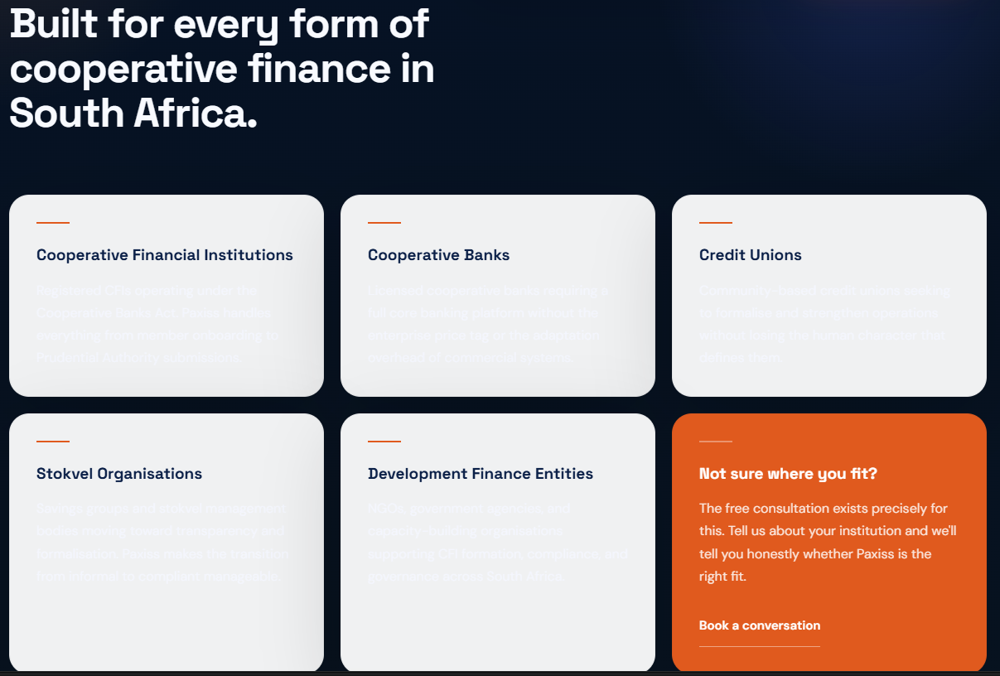 Built for every form of
cooperative finance in
South Africa.
Cooperative Financial Institutions
Registered CFIs operating under the
Cooperative Banks Act. Paxiss handles
everything from member onboarding to
Prudential Authority submissions.
Cooperative Banks
Licensed cooperative banks requiring a
full core banking platform without the
enterprise price tag or the adaptation
overhead of commercial systems.
Credit Unions
Community-based credit unions seeking
to formalise and strengthen operations
without losing the human character that
defines them.
Stokvel Organisations
Savings groups and stokvel management
bodies moving toward transparency and
formalisation. Paxiss makes the transition
from informal to compliant manageable.
Development Finance Entities
NGOs, government agencies, and
capacity-building organisations
supporting CFI formation, compliance, and
governance across South Africa.
Not sure where you fit?
The free consultation exists precisely for
this. Tell us about your institution and we'll
tell you honestly whether Paxiss is the
right fit.
Book a conversation